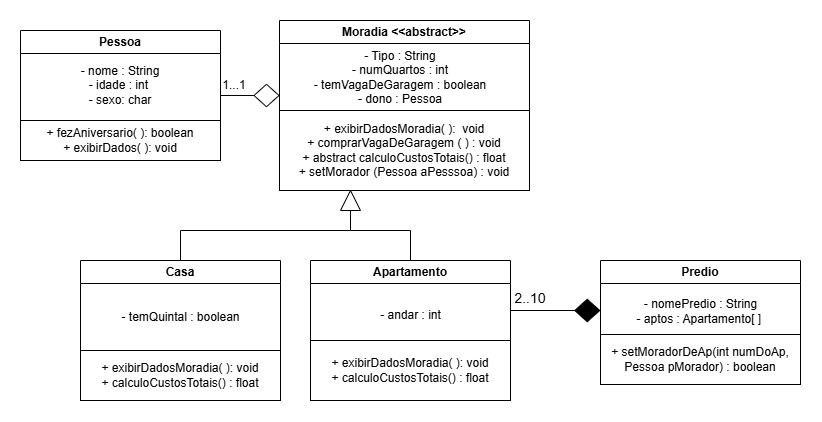 Pessoa
- nome : String
- idade : int
- sexo: char
+ fezAniversario( ): boolean
+ exibirDados( ): void
1...1
Moradia <<abstract>>
- Tipo : String
- numQuartos : int
- temVagaDeGaragem : boolean
- dono : Pessoa
+ exibirDadosMoradia( ):  void
+ comprarVagaDeGaragem ( ) : void
+ abstract calculoCustosTotais() : float
+ setMorador (Pessoa aPesssoa) : void
Casa
- temQuintal : boolean
+ exibirDadosMoradia( ): void
+ calculoCustosTotais() : float
Apartamento
- andar : int
+ exibirDadosMoradia( ): void
+ calculoCustosTotais() : float
2..10
Predio
- nomePredio : String
- aptos : Apartamento[ ]
+ setMoradorDeAp(int numDoAp,
Pessoa pMorador) : boolean